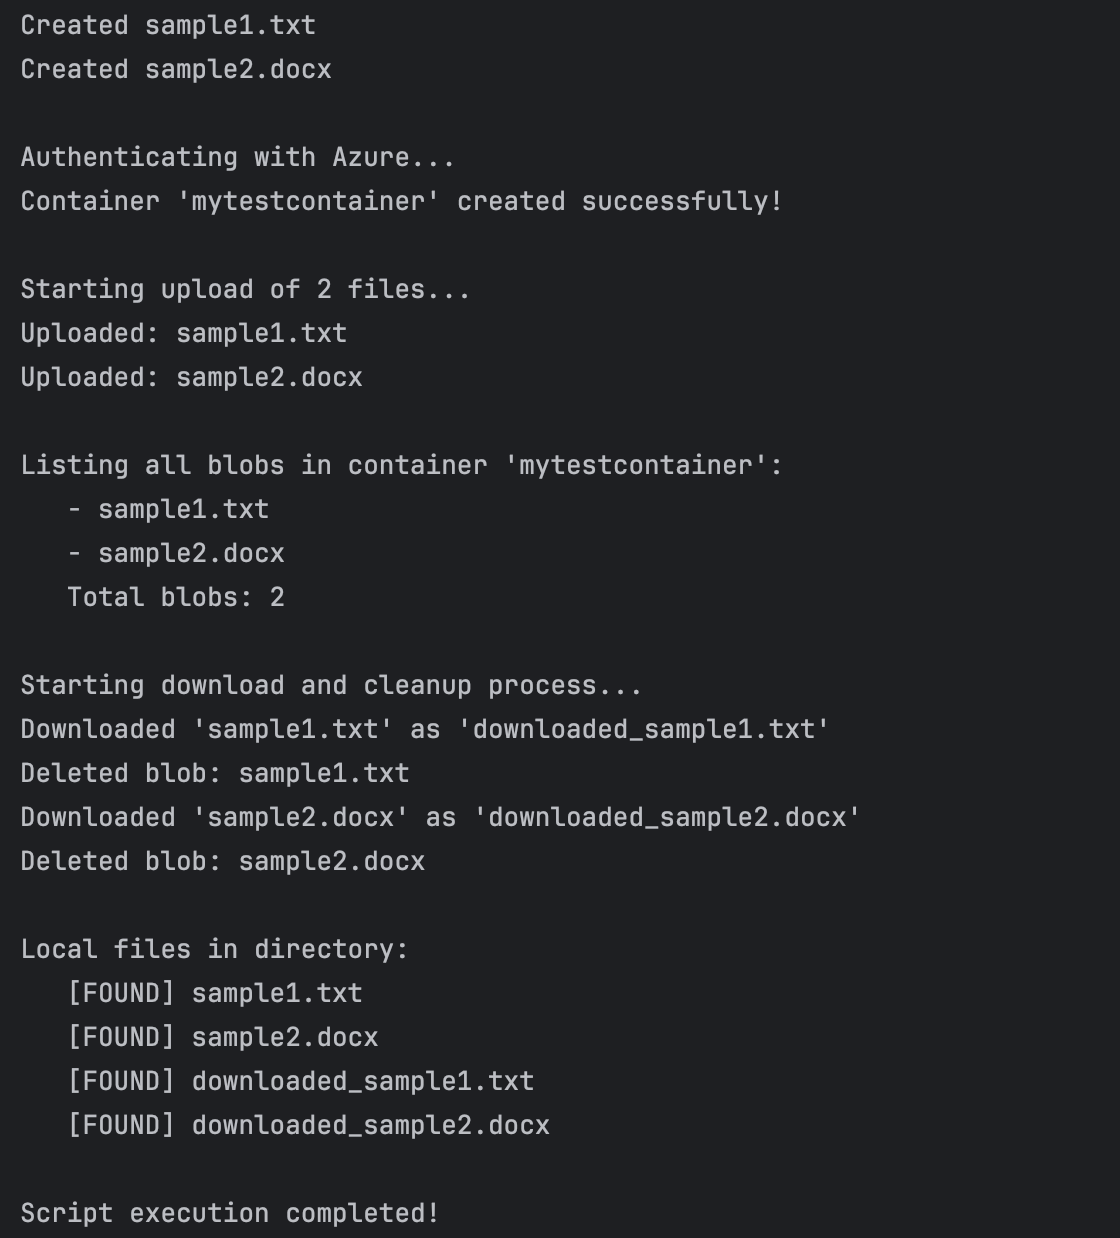 Created sample1.txt
Created sample2.docx
Authenticating with Azure...
Container 'mytestcontainer' created successfully!
Starting upload of 2 files...
Uploaded: sample1.txt
Uploaded: sample2.docx
Listing all blobs in container 'mytestcontainer':
- sample1.txt
- sample2.docx
Total blobs: 2
Starting download and cleanup process...
Downloaded 'sample1.txt' as 'downloaded_sample1.txt'
Deleted blob: sample1.txt
Downloaded 'sample2.docx' as 'downloaded_sample2.docx'
Deleted blob: sample2.docx
Local files in directory:
[FOUND] sample1.txt
[FOUND] sample2.docx
[FOUND] downloaded_sample1.txt
[FOUND] downloaded_sample2.docx
Script execution completed!